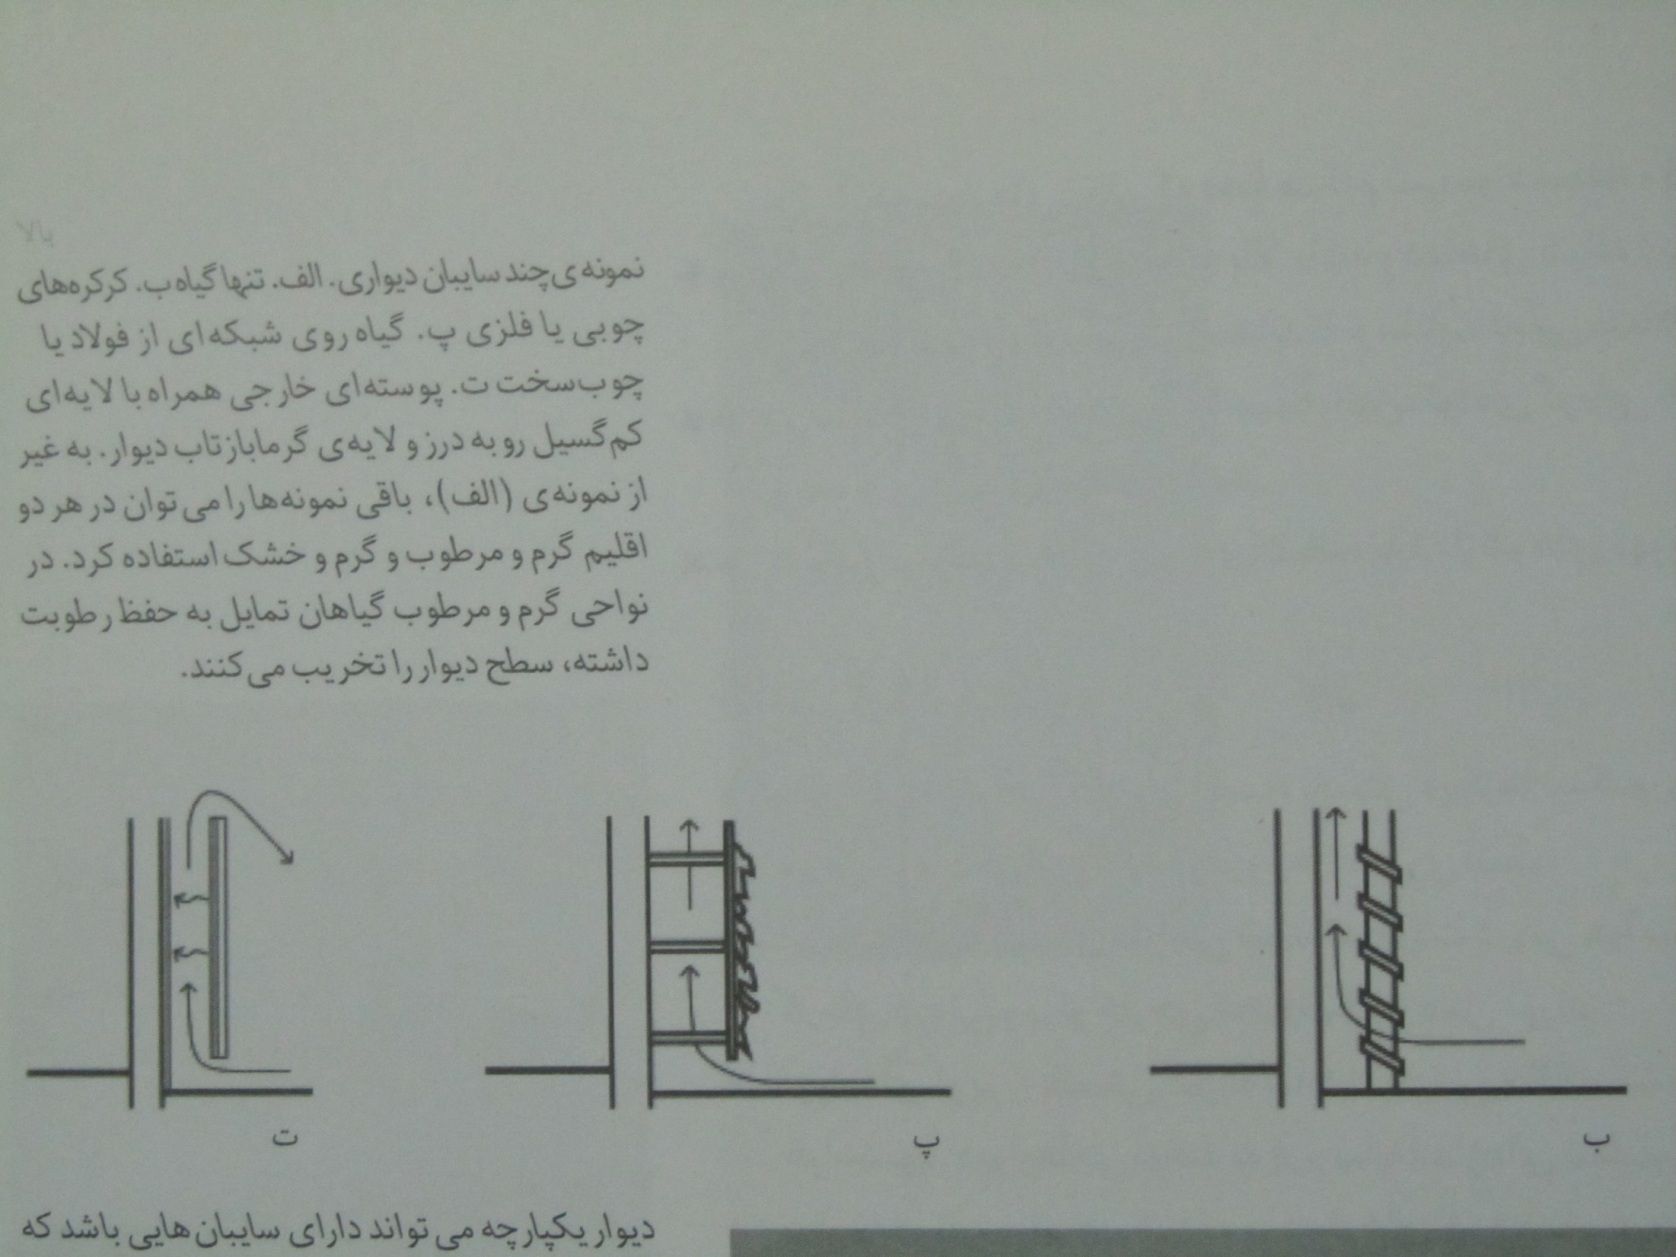 بالا
نمونه‌ی چند سایبان دیواری. الف. تنها گیاه ب. کرکره‌های
چوبی یا فلزی پ. گیاه روی شبکه‌ای از فولاد یا
چوب سخت ت. پوسته‌ای خارجی همراه با لایه‌ای
کم‌گسیل رو به درز و لایه‌ی گرمابازتاب دیوار. به غیر
از نمونه‌ی (الف)، باقی نمونه‌ها را می‌توان در هر دو
اقلیم گرم و مرطوب و گرم و خشک استفاده کرد. در
نواحی گرم و مرطوب گیاهان تمایل به حفظ رطوبت
داشته، سطح دیوار را تخریب می‌کنند.
ب
پ
ت
دیوار یکپارچه می‌تواند دارای سایبان‌هایی باشد که